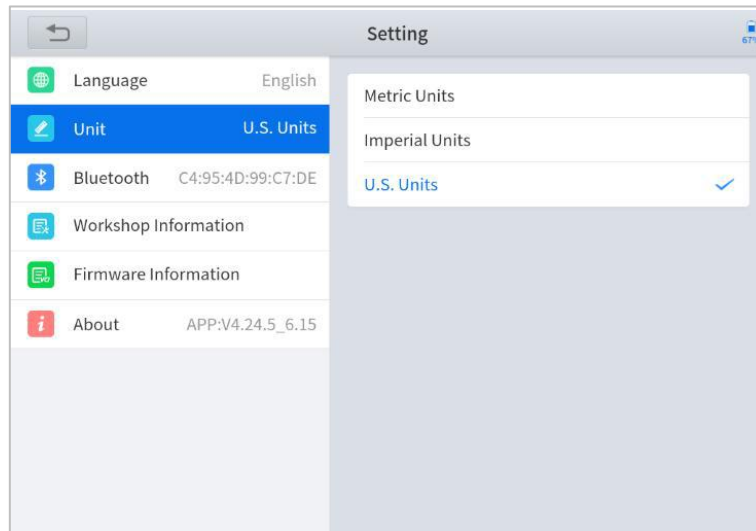 Setting
67%
Language English
Unit U.S. Units
Bluetooth C4:95:4D:99:C7:DE
Workshop Information
Firmware Information
About APP:V4.24.5_6.15
Metric Units
Imperial Units
U.S. Units